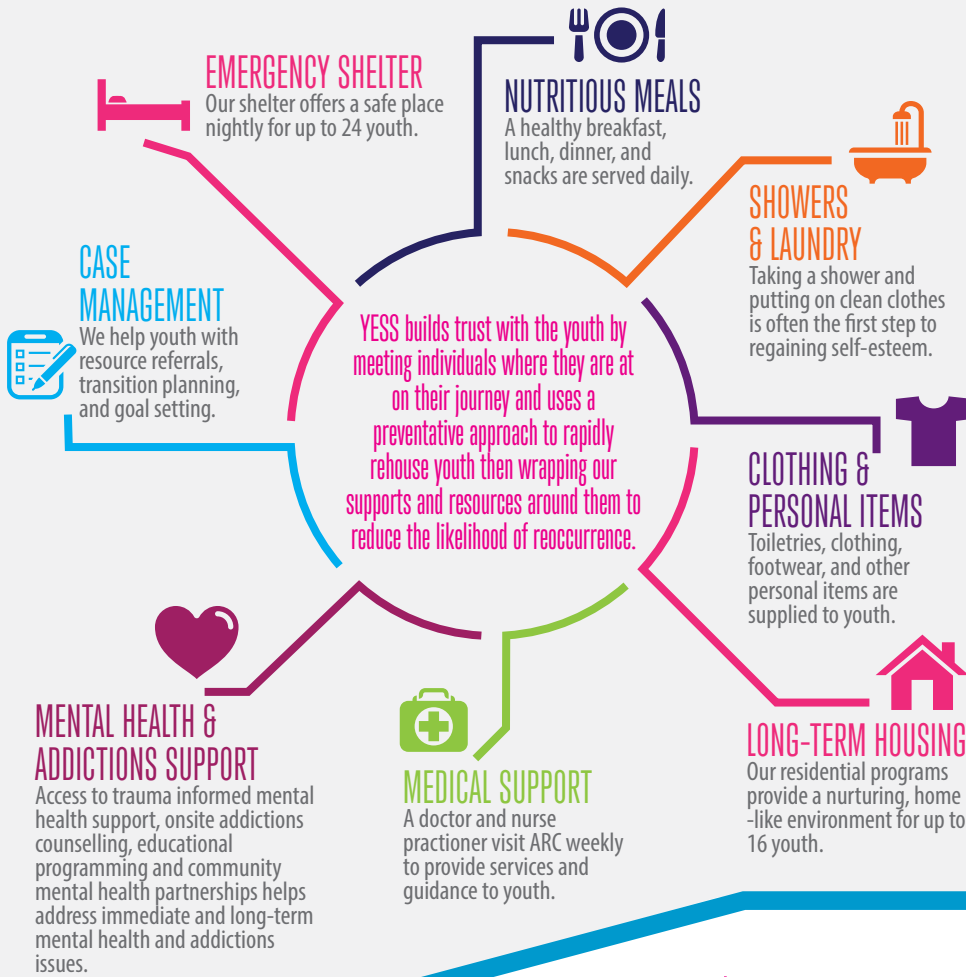 EMERGENCY SHELTER
Our shelter offers a safe place
nightly for up to 24 youth.
NUTRITIOUS MEALS
A healthy breakfast,
lunch, dinner, and
snacks are served daily.
SHOWERS
& LAUNDRY
Taking a shower and
putting on clean clothes
is often the first step to
regaining self-esteem.
CASE
MANAGEMENT
We help youth with
resource referrals,
transition planning,
and goal setting.
YESS builds trust with the youth by
meeting individuals where they are at
on their journey and uses a
preventative approach to rapidly
rehouse youth then wrapping our
supports and resources around them to
reduce the likelihood of reoccurrence.
CLOTHING &
PERSONAL ITEMS
Toiletries, clothing,
footwear, and other
personal items are
supplied to youth.
MENTAL HEALTH &
ADDICTIONS SUPPORT
Access to trauma informed mental
health support, onsite addictions
counselling, educational
programming and community
mental health partnerships helps
address immediate and long-term
mental health and addictions
issues.
MEDICAL SUPPORT
A doctor and nurse
practioner visit ARC weekly
to provide services and
guidance to youth.
LONG-TERM HOUSING
Our residential programs
provide a nurturing, home
-like environment for up to
16 youth.